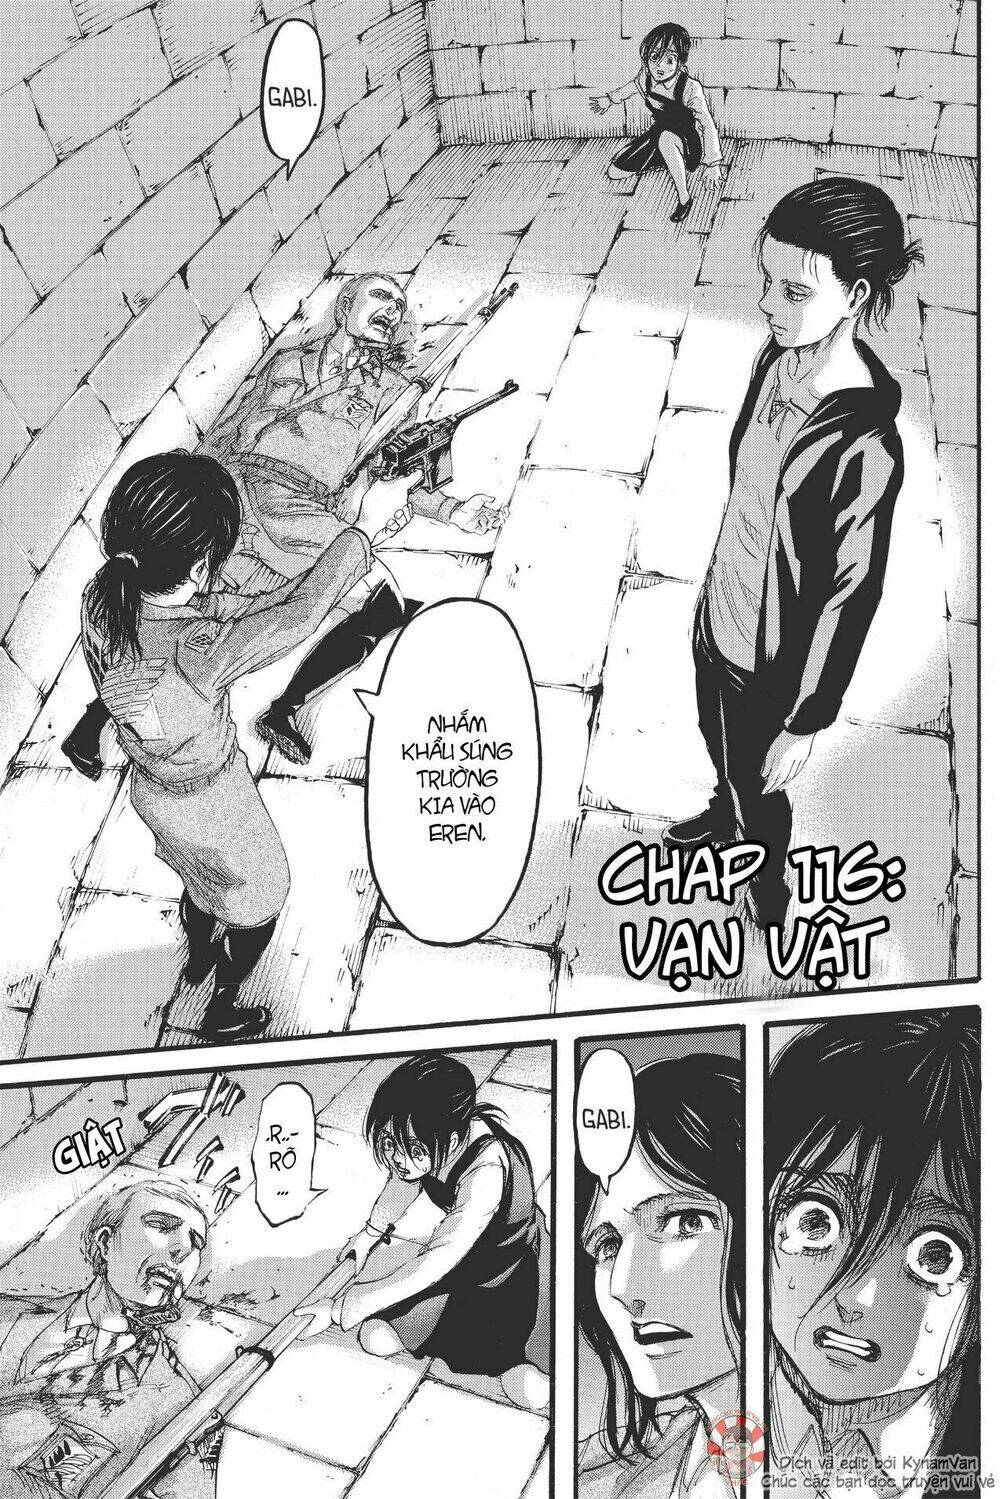 GABI.
NHẮM
KHẨU SÚNG
TRƯỜNG
KIA VÀO
EREN.
CHAP 116:
VẠN VẬT
GABI.
.R..-
RÕ
...
GIẬT
Dịch và edit bởi KynamVan
Chúc các bạn đọc truyện vui vẻ